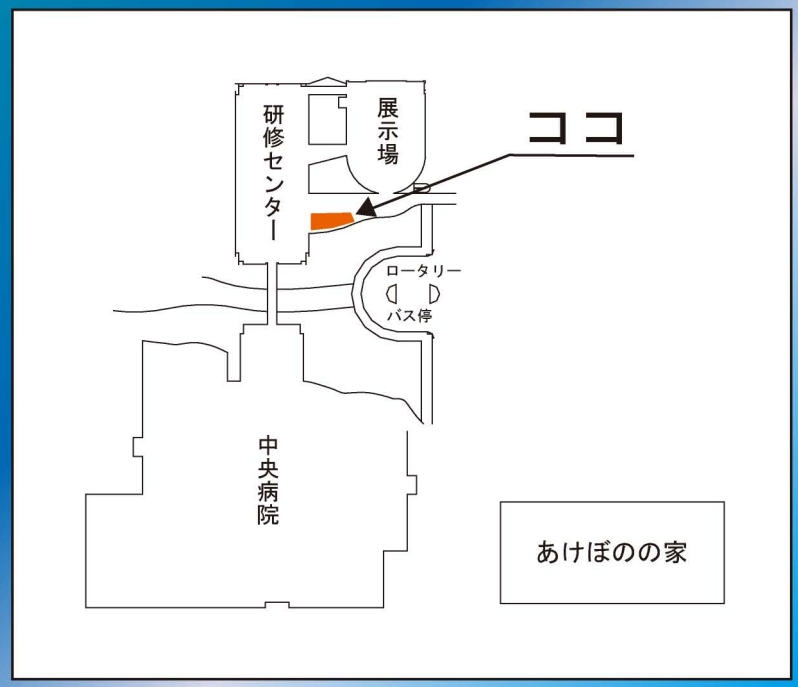 研修センター
展示場
ココ
ロータリー
バス停
中央病院
あけぼのの家